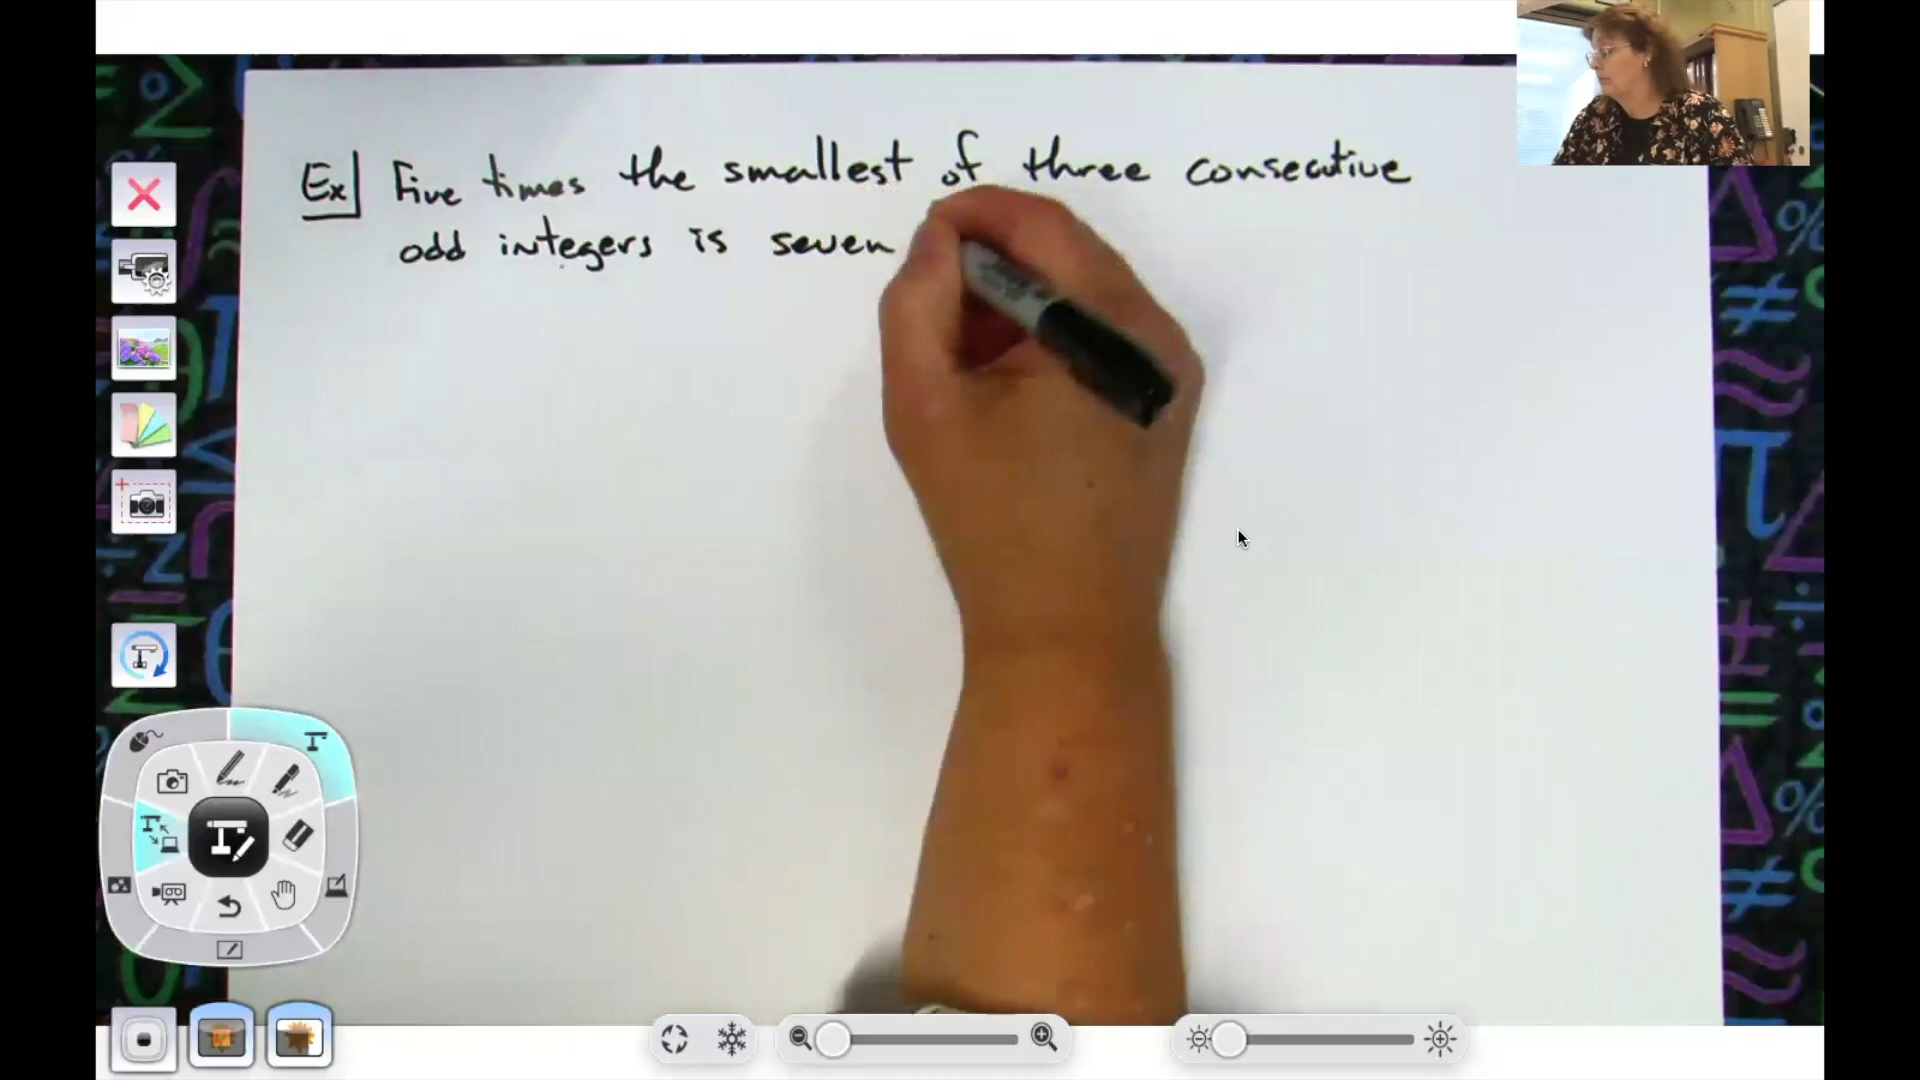 Ex Five times the smallest of three consecutive
odd integers is seven